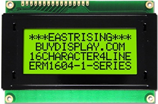 ***EASTRISING***
BUYDISPLAY.COM
16CHARACTER4LINE
ERM1604-1-SERIES